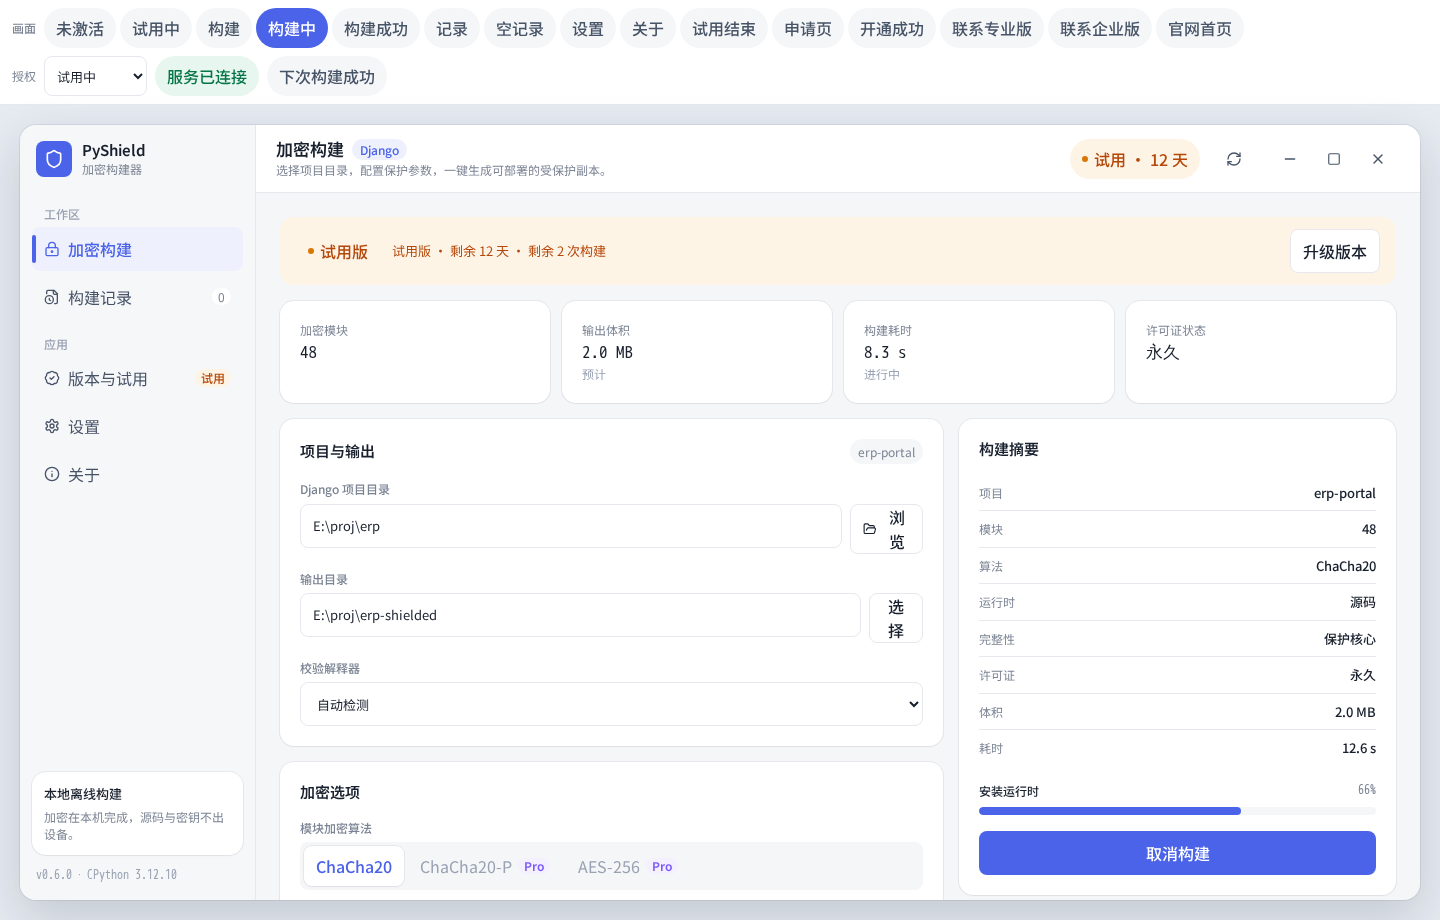 画面 未激活 试用中 构建 构建中 构建成功 记录 空记录 设置 关于 试用结束 申请页 开通成功 联系专业版 联系企业版 官网首页
授权 试用中 服务已连接 下次构建成功
PyShield
加密构建器
工作区
加密构建
构建记录 0
应用
版本与试用 试用
设置
关于
本地离线构建
加密在本机完成，源码与密钥不出
设备。
v0.6.0 · CPython 3.12.10
加密构建 Django
选择项目目录，配置保护参数，一键生成可部署的受保护副本。
试用 · 12 天
试用版 试用版 · 剩余 12 天 · 剩余 2 次构建 升级版本
加密模块
48
输出体积
2.0 MB
预计
构建耗时
8.3 s
进行中
许可证状态
永久
项目与输出 erp-portal
Django 项目目录
E:\proj\erp
浏
览
输出目录
E:\proj\erp-shielded
选
择
校验解释器
自动检测
加密选项
模块加密算法
ChaCha20 ChaCha20-P Pro AES-256 Pro
构建摘要
项目 erp-portal
模块 48
算法 ChaCha20
运行时 源码
完整性 保护核心
许可证 永久
体积 2.0 MB
耗时 12.6 s
安装运行时 66%
取消构建